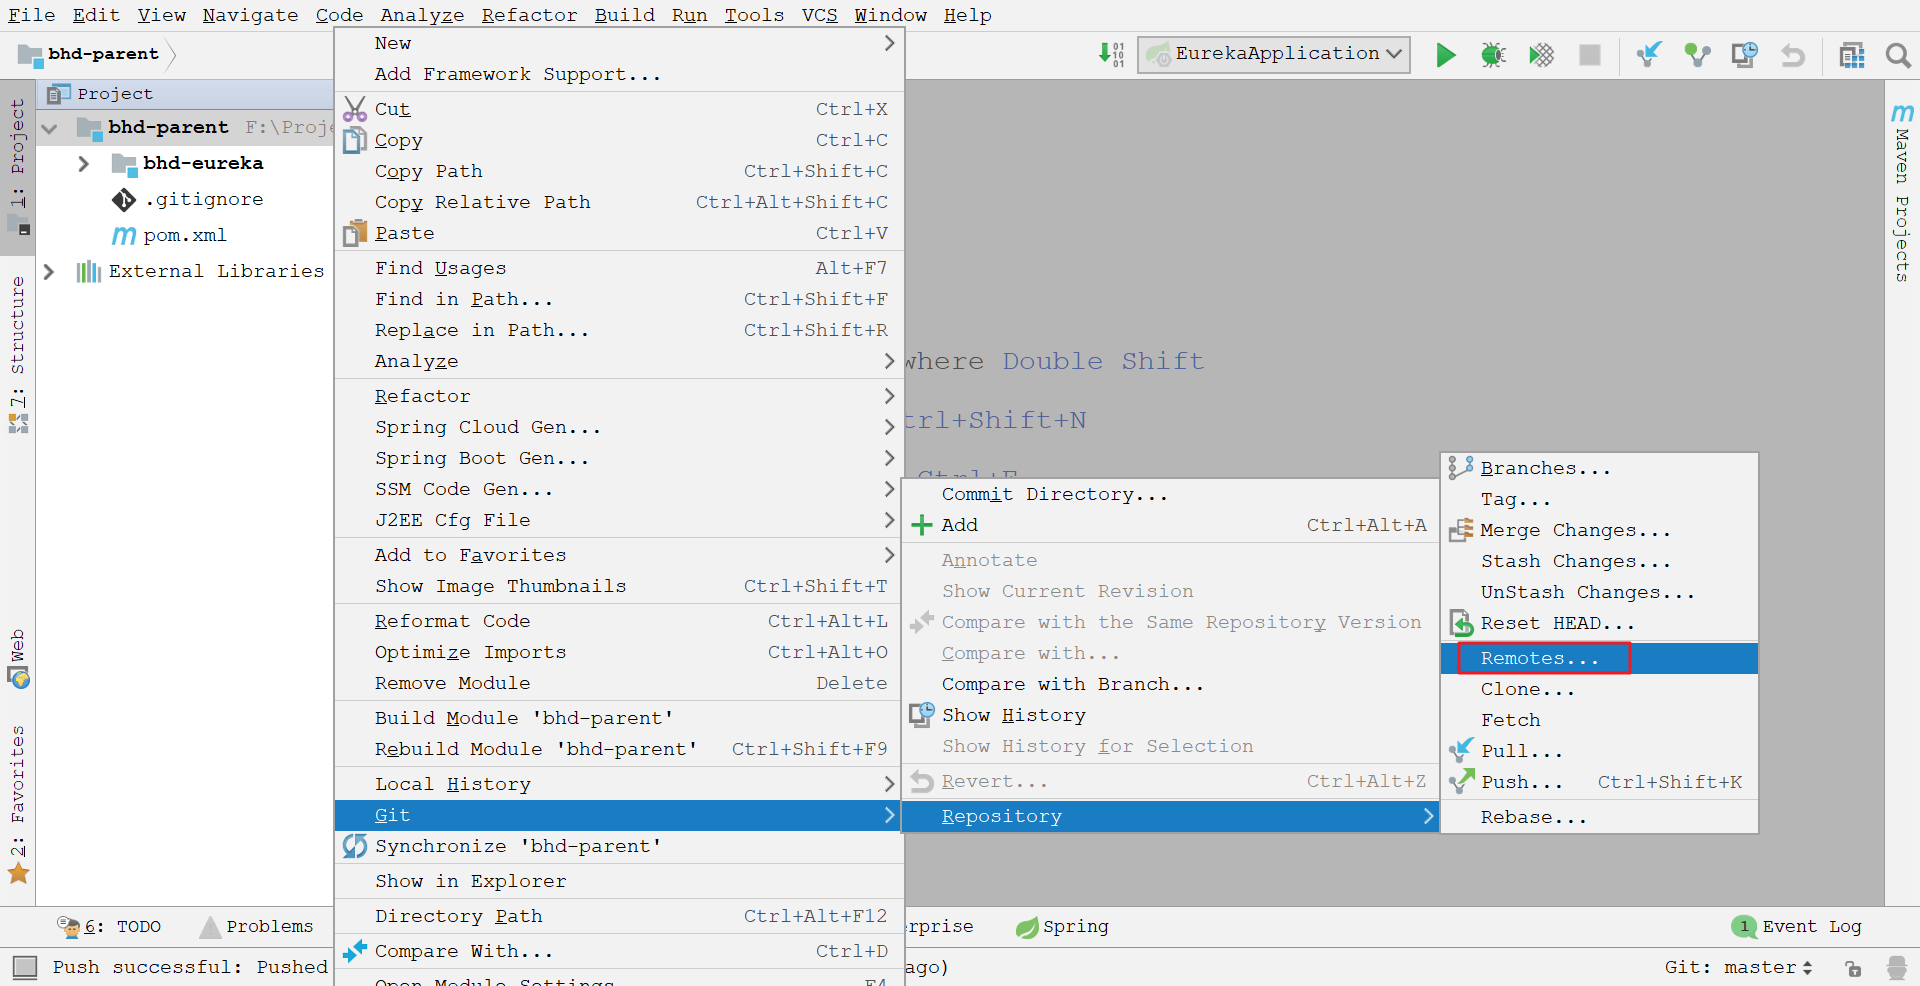 File Edit View Navigate Code Analyze Refactor Build Run Tools VCS Window Help
bhd-parent
EurekaApplication
Project
bhd-parent F:\Proj
bhd-eureka
.gitignore
pom.xml
External Libraries
1: Project
7: Structure
Web
2: Favorites
New
Add Framework Support...
Cut Ctrl+X
Copy Ctrl+C
Copy Path Ctrl+Shift+C
Copy Relative Path Ctrl+Alt+Shift+C
Paste Ctrl+V
Find Usages Alt+F7
Find in Path... Ctrl+Shift+F
Replace in Path... Ctrl+Shift+R
Analyze
Refactor
Spring Cloud Gen...
Spring Boot Gen...
SSM Code Gen...
J2EE Cfg File
Add to Favorites
Show Image Thumbnails Ctrl+Shift+T
Reformat Code Ctrl+Alt+L
Optimize Imports Ctrl+Alt+O
Remove Module Delete
Build Module 'bhd-parent'
Rebuild Module 'bhd-parent' Ctrl+Shift+F9
Local History
Git
Synchronize 'bhd-parent'
Show in Explorer
Directory Path Ctrl+Alt+F12
Compare With... Ctrl+D
Open Module Settings F4
where Double Shift
trl+Shift+N
Commit Directory...
Add Ctrl+Alt+A
Annotate
Show Current Revision
Compare with the Same Repository Version
Compare with...
Compare with Branch...
Show History
Show History for Selection
Revert... Ctrl+Alt+Z
Repository
Branches...
Tag...
Merge Changes...
Stash Changes...
UnStash Changes...
Reset HEAD...
Remotes...
Clone...
Fetch
Pull...
Push... Ctrl+Shift+K
Rebase...
Maven Projects
6: TODO Problems erprise Spring 1 Event Log
Push successful: Pushed ago) Git: master